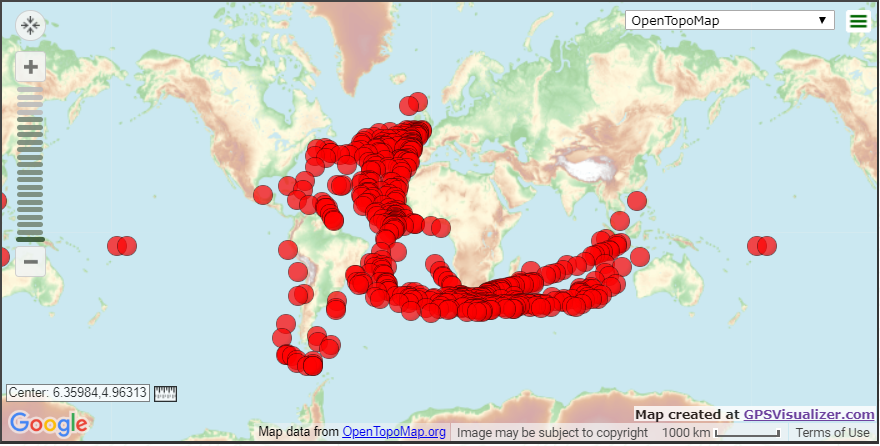 OpenTopoMap
Center: 6.35984,4.96313
Map created at GPSVisualizer.com
Google
Map data from OpenTopoMap.org
Image may be subject to copyright
1000 km
Terms of Use